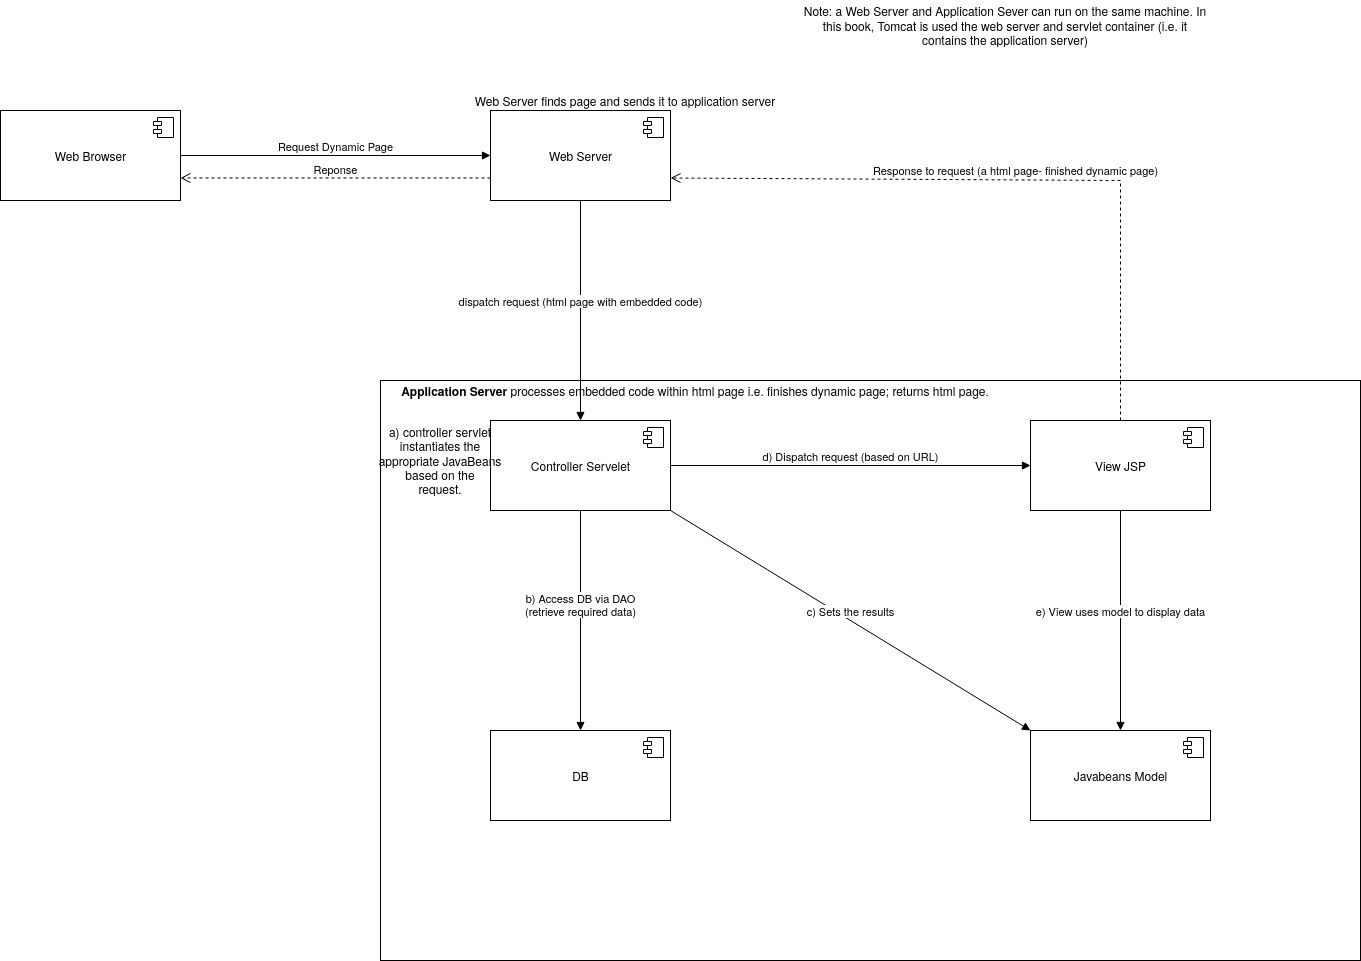 Note: a Web Server and Application Sever can run on the same machine. In
this book, Tomcat is used the web server and servlet container (i.e. it
contains the application server)
Web Server finds page and sends it to application server
Web Browser
Request Dynamic Page
Reponse
Web Server
Response to request (a html page- finished dynamic page)
dispatch request (html page with embedded code)
Application Server processes embedded code within html page i.e. finishes dynamic page; returns html page.
a) controller servlet
instantiates the
appropriate JavaBeans
based on the
request.
Controller Servelet
d) Dispatch request (based on URL)
View JSP
b) Access DB via DAO
(retrieve required data)
c) Sets the results
e) View uses model to display data
DB
Javabeans Model